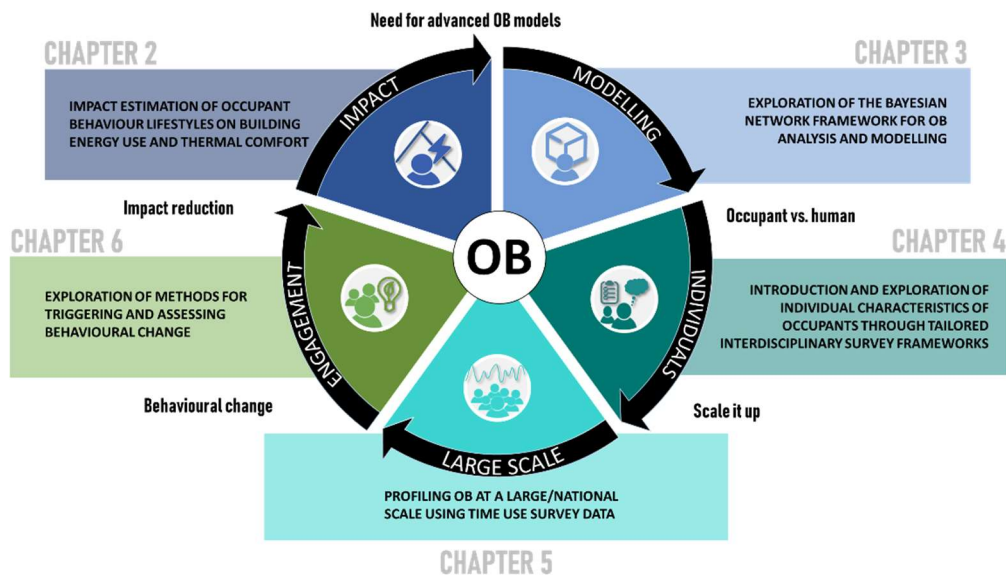 Need for advanced OB models
CHAPTER 2
IMPACT ESTIMATION OF OCCUPANT
BEHAVIOUR LIFESTYLES ON BUILDING
ENERGY USE AND THERMAL COMFORT
IMPACT
MODELLING
CHAPTER 3
EXPLORATION OF THE BAYESIAN
NETWORK FRAMEWORK FOR OB
ANALYSIS AND MODELLING
Impact reduction
OB
Occupant vs. human
CHAPTER 6
EXPLORATION OF METHODS FOR
TRIGGERING AND ASSESSING
BEHAVIOURAL CHANGE
ENGAGEMENT
INDIVIDUALS
CHAPTER 4
INTRODUCTION AND EXPLORATION OF
INDIVIDUAL CHARACTERISTICS OF
OCCUPANTS THROUGH TAILORED
INTERDISCIPLINARY SURVEY FRAMEWORKS
Behavioural change
Scale it up
LARGE SCALE
PROFILING OB AT A LARGE/NATIONAL
SCALE USING TIME USE SURVEY DATA
CHAPTER 5